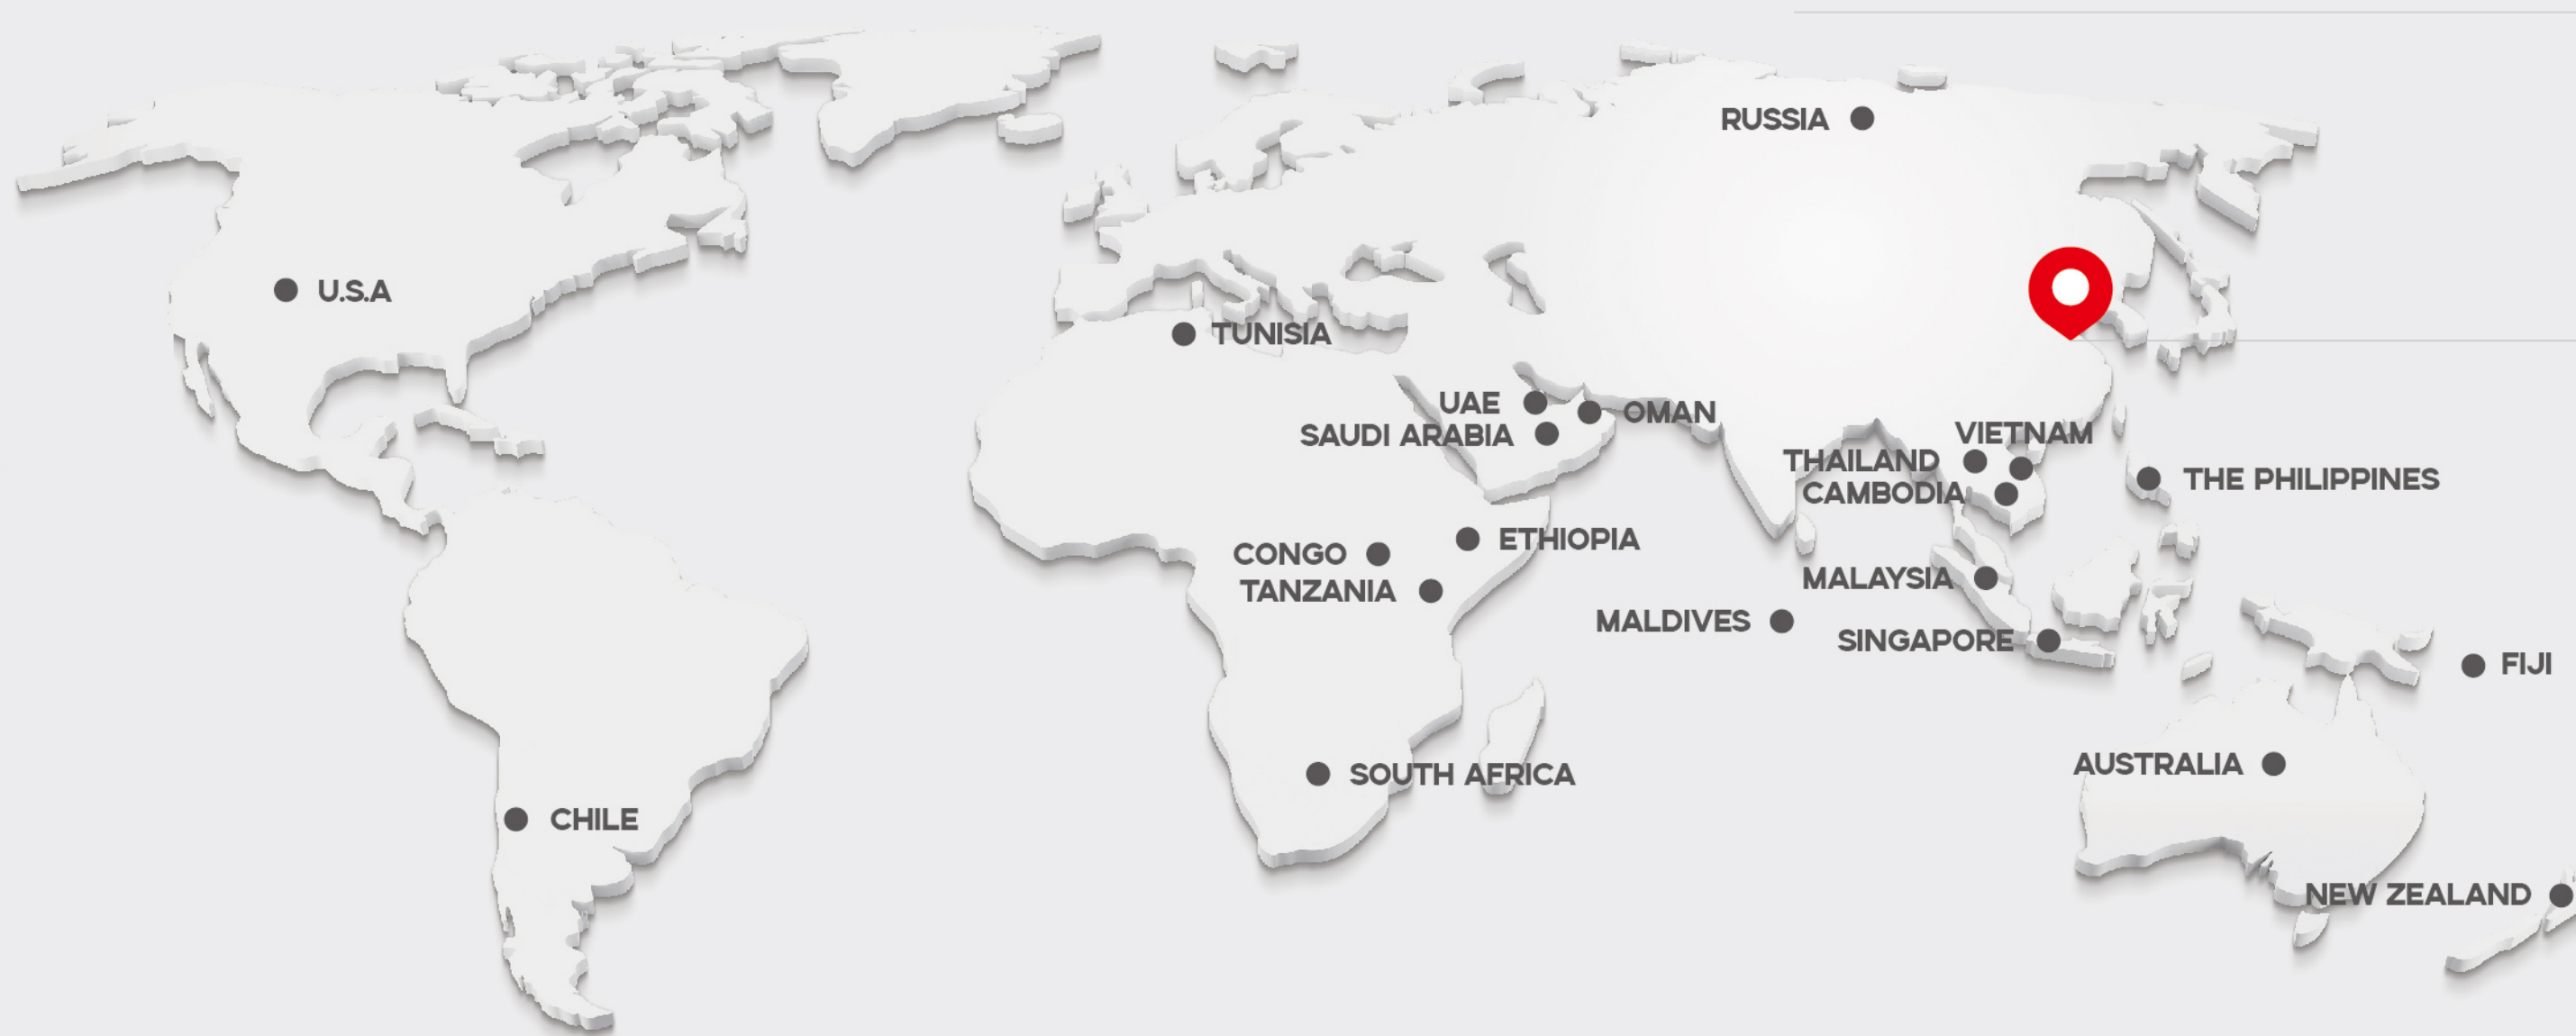 RUSSIA
U.S.A
TUNISIA
UAE
OMAN
SAUDI ARABIA
VIETNAM
THAILAND
CAMBODIA
THE PHILIPPINES
ETHIOPIA
CONGO
MALAYSIA
TANZANIA
MALDIVES
SINGAPORE
FIJI
AUSTRALIA
SOUTH AFRICA
CHILE
NEW ZEALAND